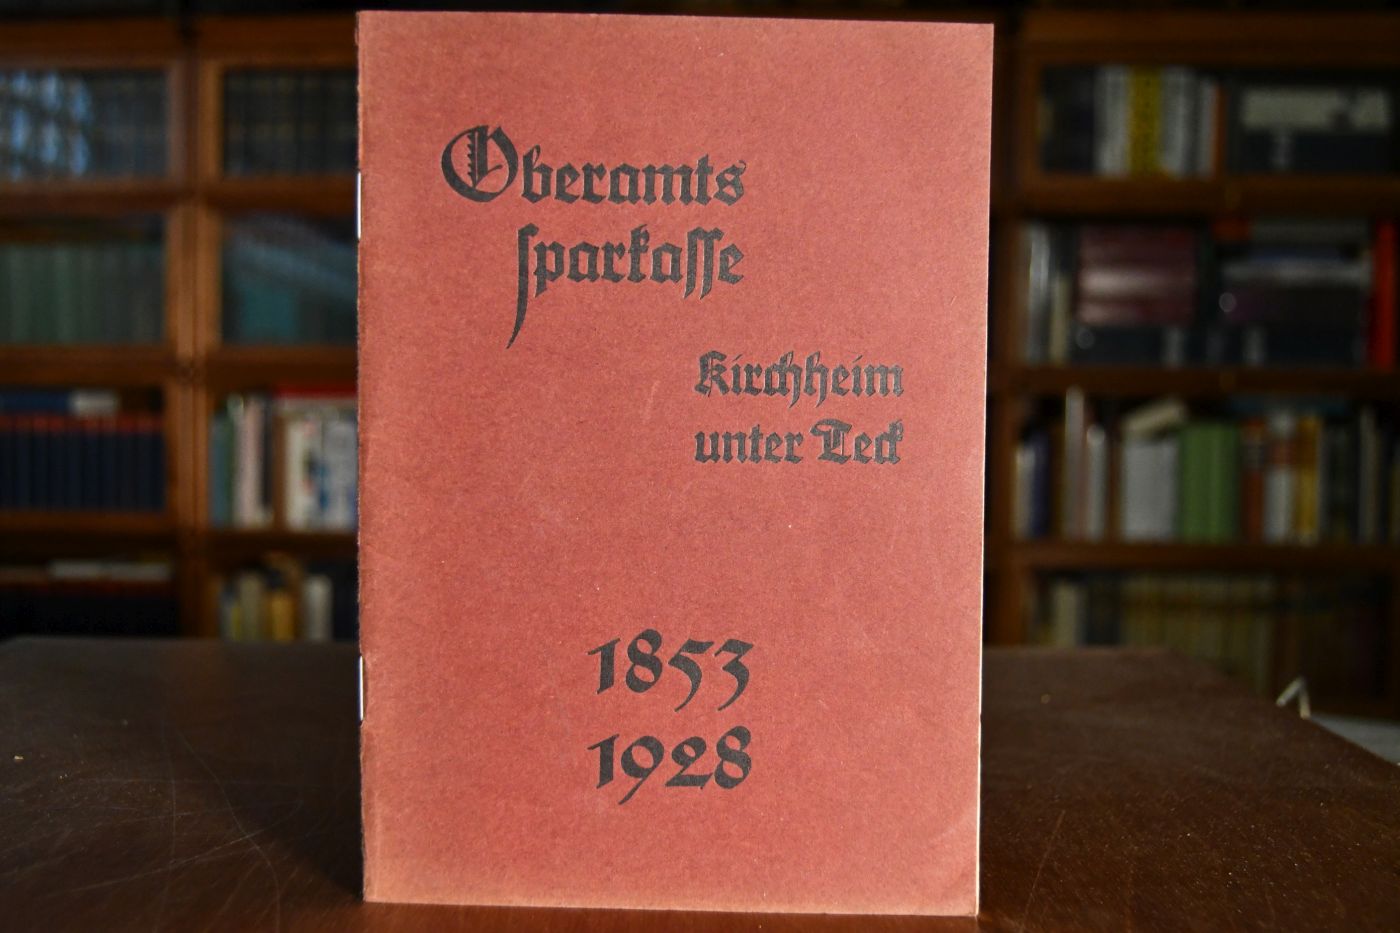 Oberamts
sparkasse
Kirchheim
unter Teck
1853
1928